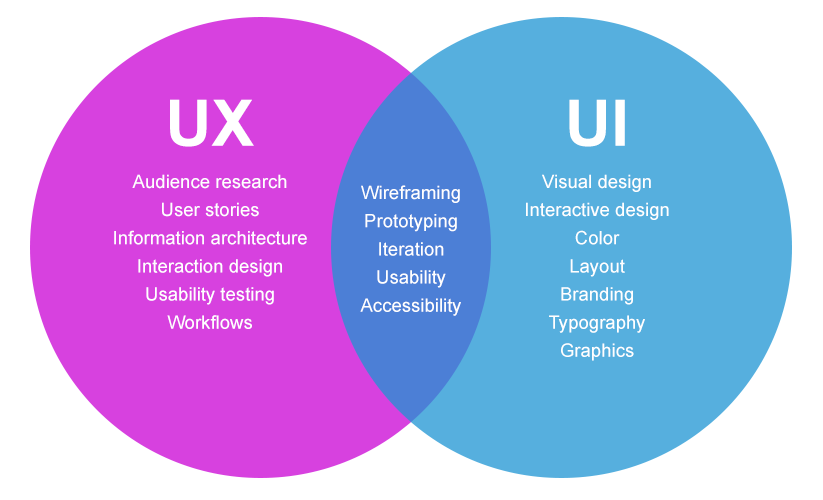 UX
Audience research
User stories
Information architecture
Interaction design
Usability testing
Workflows
Wireframing
Prototyping
Iteration
Usability
Accessibility
UI
Visual design
Interactive design
Color
Layout
Branding
Typography
Graphics